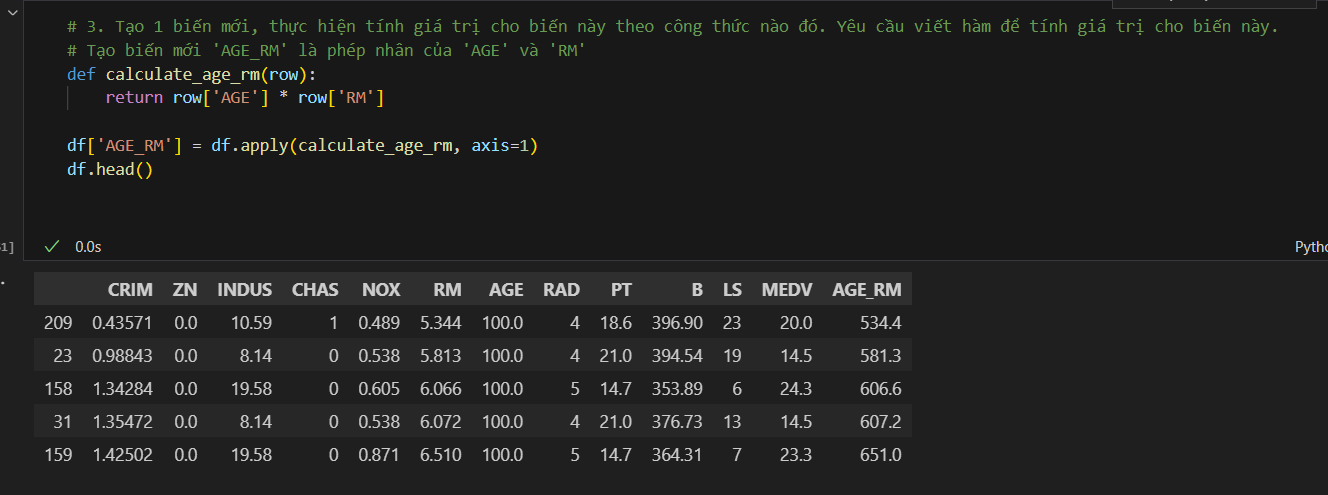 # 3. Tạo 1 biến mới, thực hiện tính giá trị cho biến này theo công thức nào đó. Yêu cầu viết hàm để tính giá trị cho biến này.
# Tạo biến mới 'AGE_RM' là phép nhân của 'AGE' và 'RM'
def calculate_age_rm(row):
    return row['AGE'] * row['RM']
df['AGE_RM'] = df.apply(calculate_age_rm, axis=1)
df.head()
1] ✓ 0.0s Pytho
CRIM ZN INDUS CHAS NOX RM AGE RAD PT B LS MEDV AGE_RM
209 0.43571 0.0 10.59 1 0.489 5.344 100.0 4 18.6 396.90 23 20.0 534.4
23 0.98843 0.0 8.14 0 0.538 5.813 100.0 4 21.0 394.54 19 14.5 581.3
158 1.34284 0.0 19.58 0 0.605 6.066 100.0 5 14.7 353.89 6 24.3 606.6
31 1.35472 0.0 8.14 0 0.538 6.072 100.0 4 21.0 376.73 13 14.5 607.2
159 1.42502 0.0 19.58 0 0.871 6.510 100.0 5 14.7 364.31 7 23.3 651.0